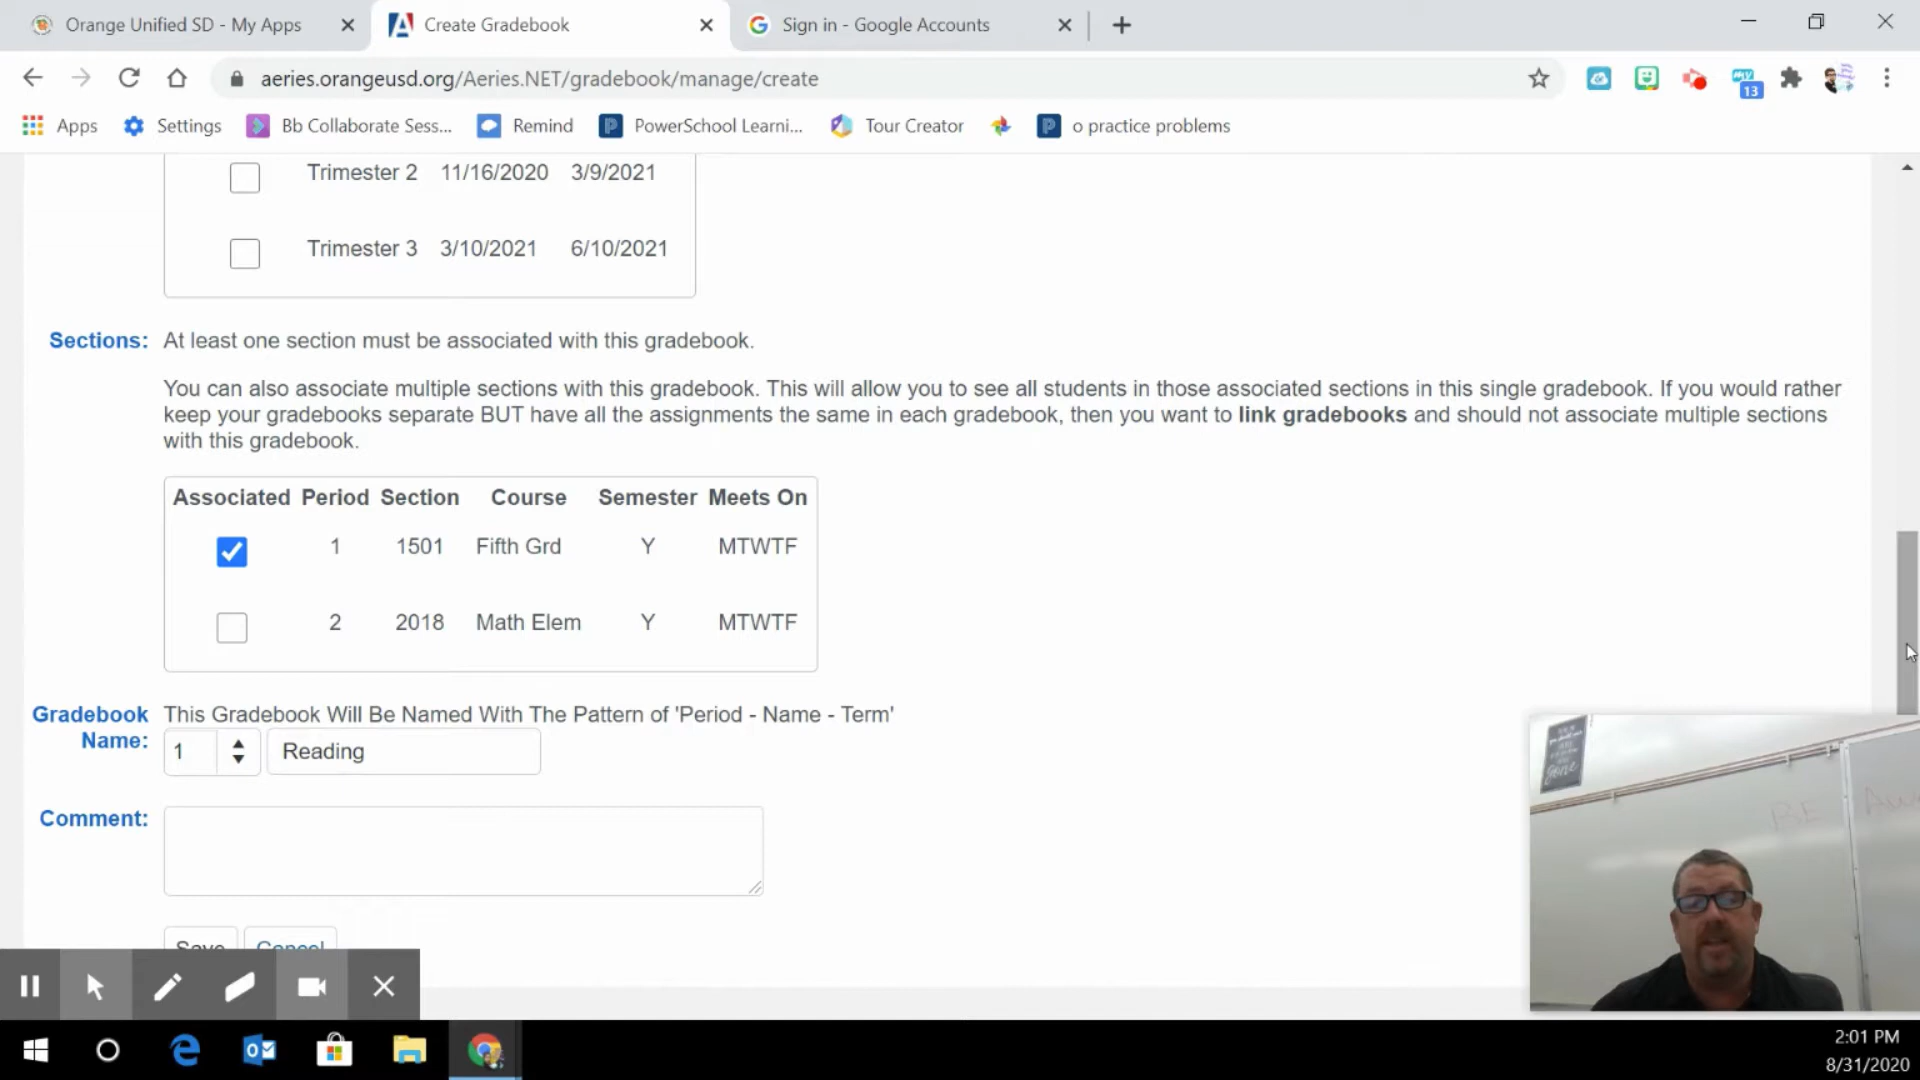 Orange Unified SD - My Apps
Create Gradebook
Sign in - Google Accounts
aeries.orangeusd.org/Aeries.NET/gradebook/manage/create
13
Apps
Settings
Bb Collaborate Sess...
Remind
PowerSchool Learni...
Tour Creator
o practice problems
Trimester 2 11/16/2020 3/9/2021
Trimester 3 3/10/2021 6/10/2021
Sections: At least one section must be associated with this gradebook.
You can also associate multiple sections with this gradebook. This will allow you to see all students in those associated sections in this single gradebook. If you would rather
keep your gradebooks separate BUT have all the assignments the same in each gradebook, then you want to link gradebooks and should not associate multiple sections
with this gradebook.
Associated Period Section Course Semester Meets On
1 1501 Fifth Grd Y MTWTF
2 2018 Math Elem Y MTWTF
Gradebook Name: This Gradebook Will Be Named With The Pattern of 'Period - Name - Term'
1 Reading
Comment:
Save Cancel
gone
BE
2:01 PM
8/31/2020